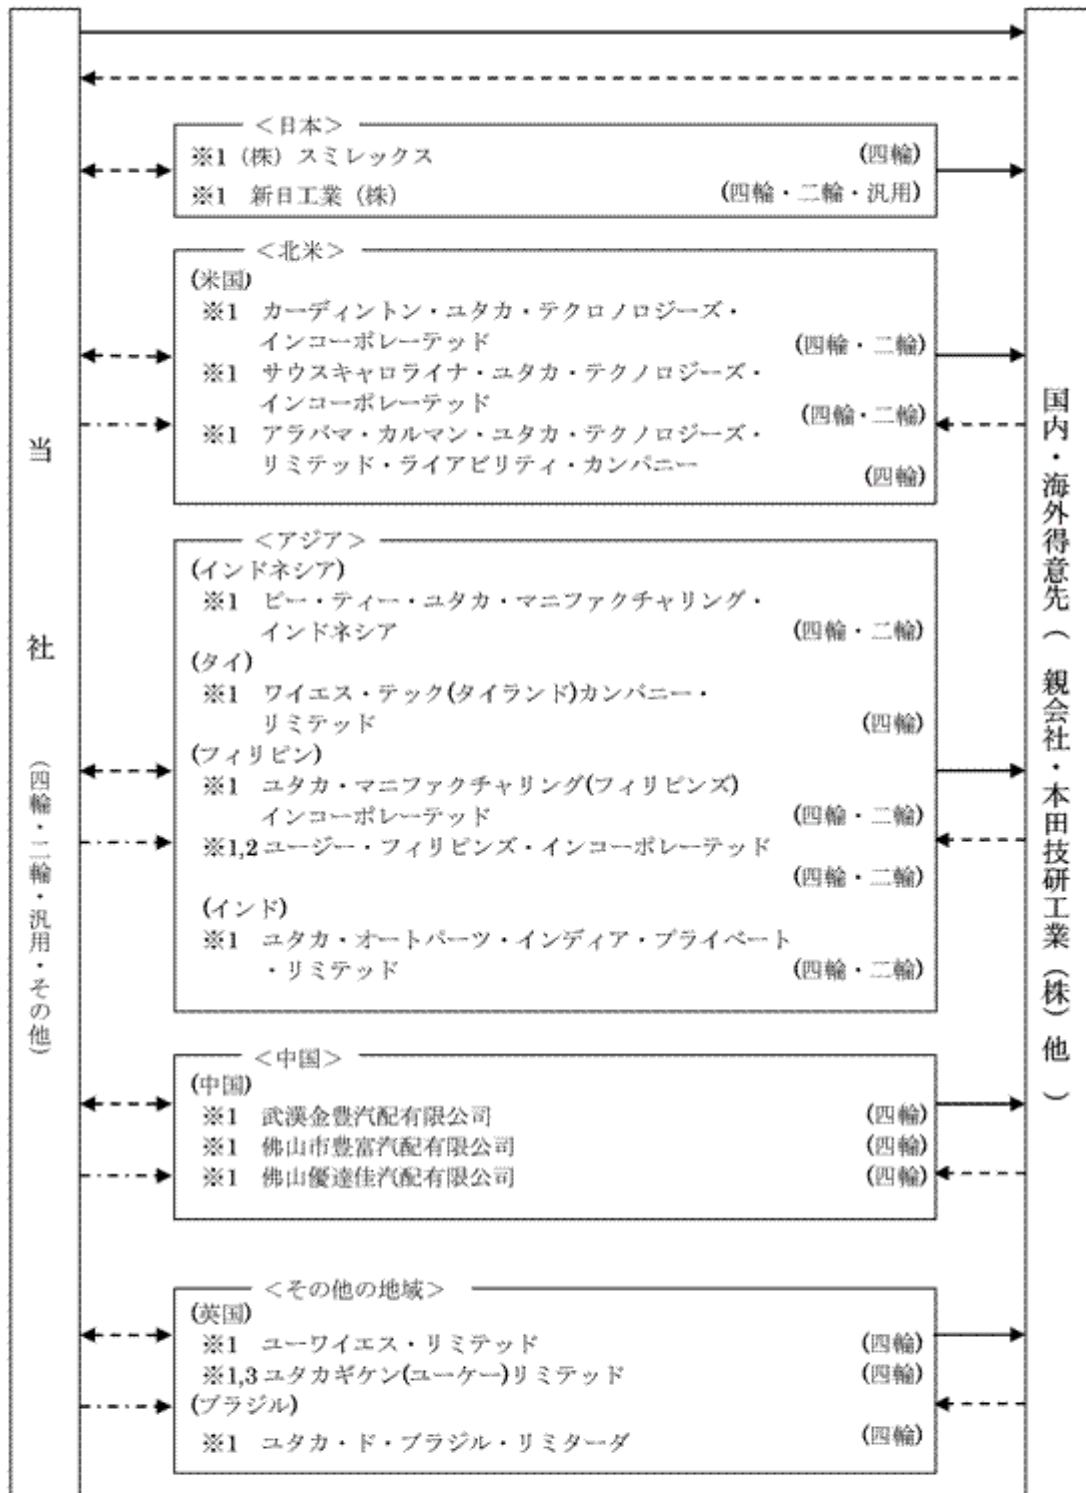 当社
(四輪・二輪・汎用・その他)
＜日本＞
※1 (株) スミレックス (四輪)
※1 新日工業 (株) (四輪・二輪・汎用)
＜北米＞
(米国)
※1 カーディントン・ユタカ・テクロノロジーズ・
インコーポレーテッド (四輪・二輪)
※1 サウスキャロライナ・ユタカ・テクノロジーズ・
インコーポレーテッド (四輪・二輪)
※1 アラバマ・カルマン・ユタカ・テクノロジーズ・
リミテッド・ライアビリティ・カンパニー (四輪)
＜アジア＞
(インドネシア)
※1 ピー・ティー・ユタカ・マニファクチャリング・
インドネシア (四輪・二輪)
(タイ)
※1 ワイエス・テック(タイランド)カンパニー・
リミテッド (四輪)
(フィリピン)
※1 ユタカ・マニファクチャリング(フィリピンズ)
インコーポレーテッド (四輪・二輪)
※1,2 ユージー・フィリピンズ・インコーポレーテッド
(四輪・二輪)
(インド)
※1 ユタカ・オートパーツ・インディア・プライベート
・リミテッド (四輪・二輪)
＜中国＞
(中国)
※1 武漢金豊汽配有限公司 (四輪)
※1 佛山市豊富汽配有限公司 (四輪)
※1 佛山優達佳汽配有限公司 (四輪)
＜その他の地域＞
(英国)
※1 ユーワイエス・リミテッド (四輪)
※1,3 ユタカギケン(ユーケー)リミテッド (四輪)
(ブラジル)
※1 ユタカ・ド・ブラジル・リミターダ (四輪)
国内・海外得意先（ 親会社・本田技研工業（株）他 ）